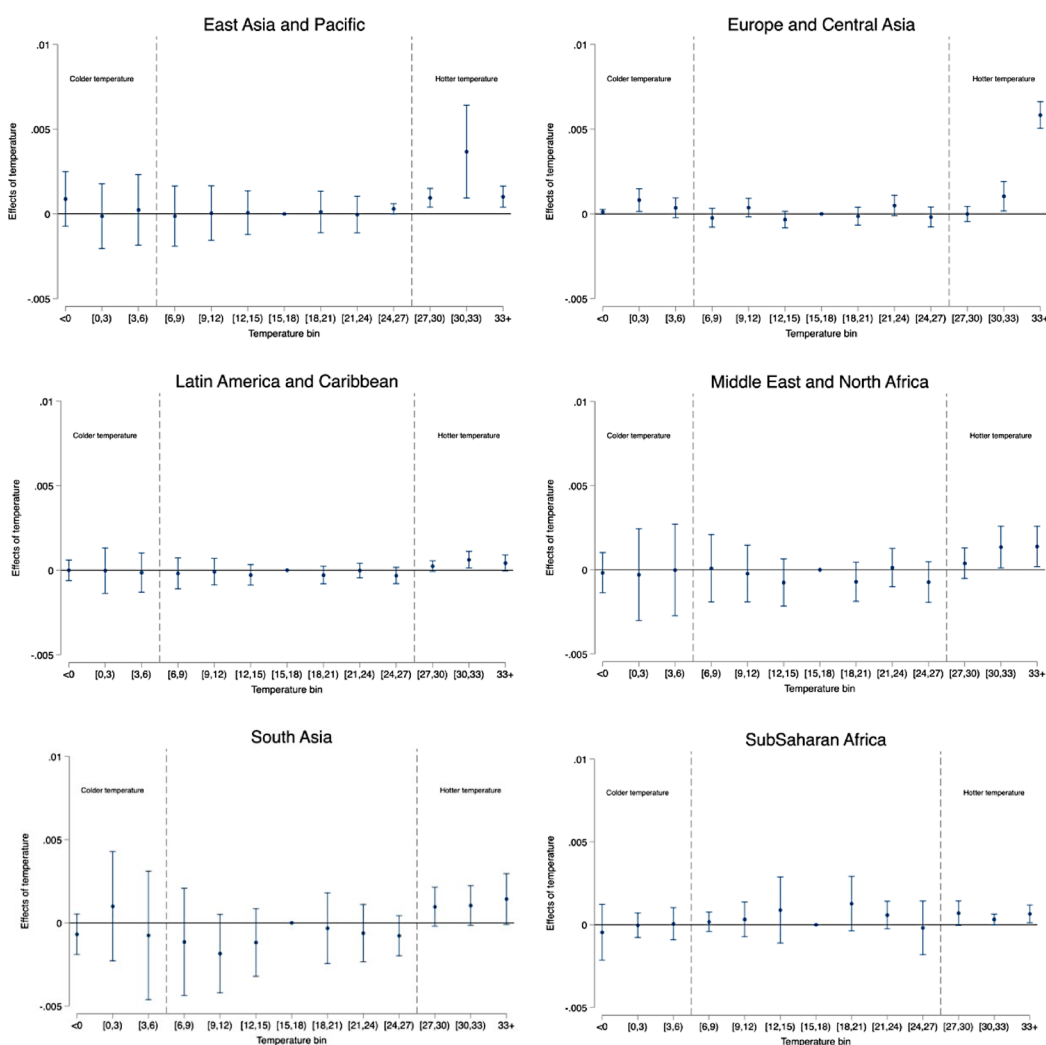 East Asia and Pacific
.01
Colder temperature
Hotter temperature
.005
Effects of temperature
0
-.005
<0 [0,3) [3,6) [6,9) [9,12) [12,15) [15,18) [18,21) [21,24) [24,27) [27,30) [30,33) 33+
Temperature bin
Europe and Central Asia
.01
Colder temperature
Hotter temperature
.005
Effects of temperature
0
-.005
<0 [0,3) [3,6) [6,9) [9,12) [12,15) [15,18) [18,21) [21,24) [24,27) [27,30) [30,33) 33+
Temperature bin
Latin America and Caribbean
.01
Colder temperature
Hotter temperature
.005
Effects of temperature
0
-.005
<0 [0,3) [3,6) [6,9) [9,12) [12,15) [15,18) [18,21) [21,24) [24,27) [27,30) [30,33) 33+
Temperature bin
Middle East and North Africa
.01
Colder temperature
Hotter temperature
.005
Effects of temperature
0
-.005
<0 [0,3) [3,6) [6,9) [9,12) [12,15) [15,18) [18,21) [21,24) [24,27) [27,30) [30,33) 33+
Temperature bin
South Asia
.01
Colder temperature
Hotter temperature
.005
Effects of temperature
0
-.005
<0 [0,3) [3,6) [6,9) [9,12) [12,15) [15,18) [18,21) [21,24) [24,27) [27,30) [30,33) 33+
Temperature bin
SubSaharan Africa
.01
Colder temperature
Hotter temperature
.005
Effects of temperature
0
-.005
<0 [0,3) [3,6) [6,9) [9,12) [12,15) [15,18) [18,21) [21,24) [24,27) [27,30) [30,33) 33+
Temperature bin